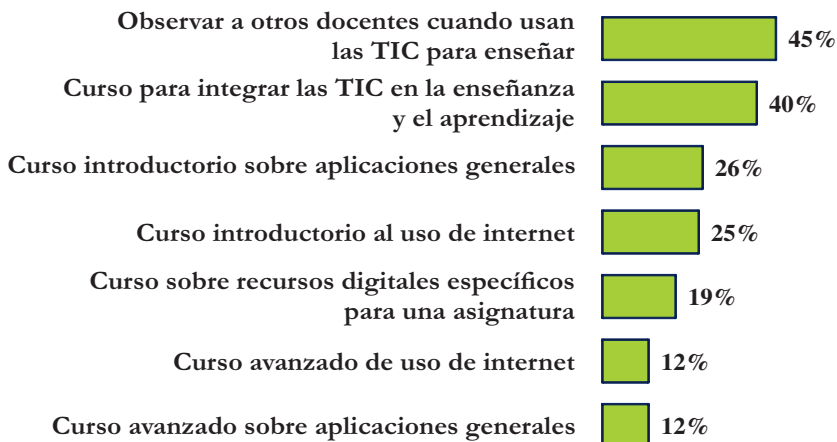 Observar a otros docentes cuando usan
las TIC para enseñar
45%
Curso para integrar las TIC en la enseñanza
y el aprendizaje
40%
Curso introductorio sobre aplicaciones generales
26%
Curso introductorio al uso de internet
25%
Curso sobre recursos digitales específicos
para una asignatura
19%
Curso avanzado de uso de internet
12%
Curso avanzado sobre aplicaciones generales
12%